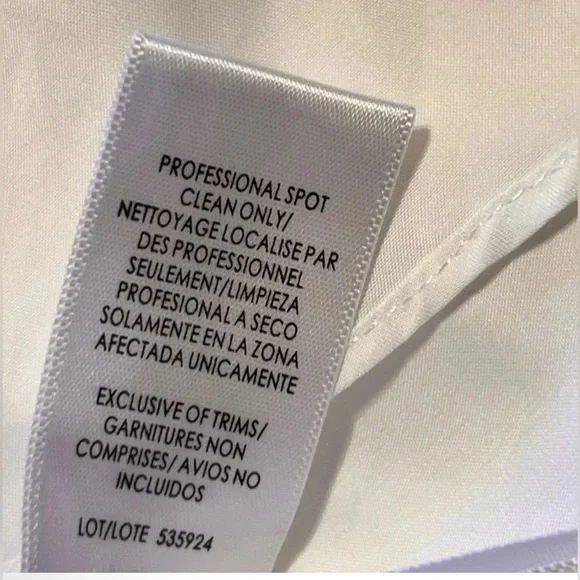 PROFESSIONAL SPOT
CLEAN ONLY/
NETTOYAGE LOCALISE PAR
DES PROFESSIONNEL
SEULEMENT/LIMPIEZA
PROFESIONAL A SECO
SOLAMENTE EN LA ZONA
AFECTADA UNICAMENTE
EXCLUSIVE OF TRIMS/
GARNITURES NON
COMPRISES/ AVIOS NO
INCLUIDOS
LOT/LOTE 535924